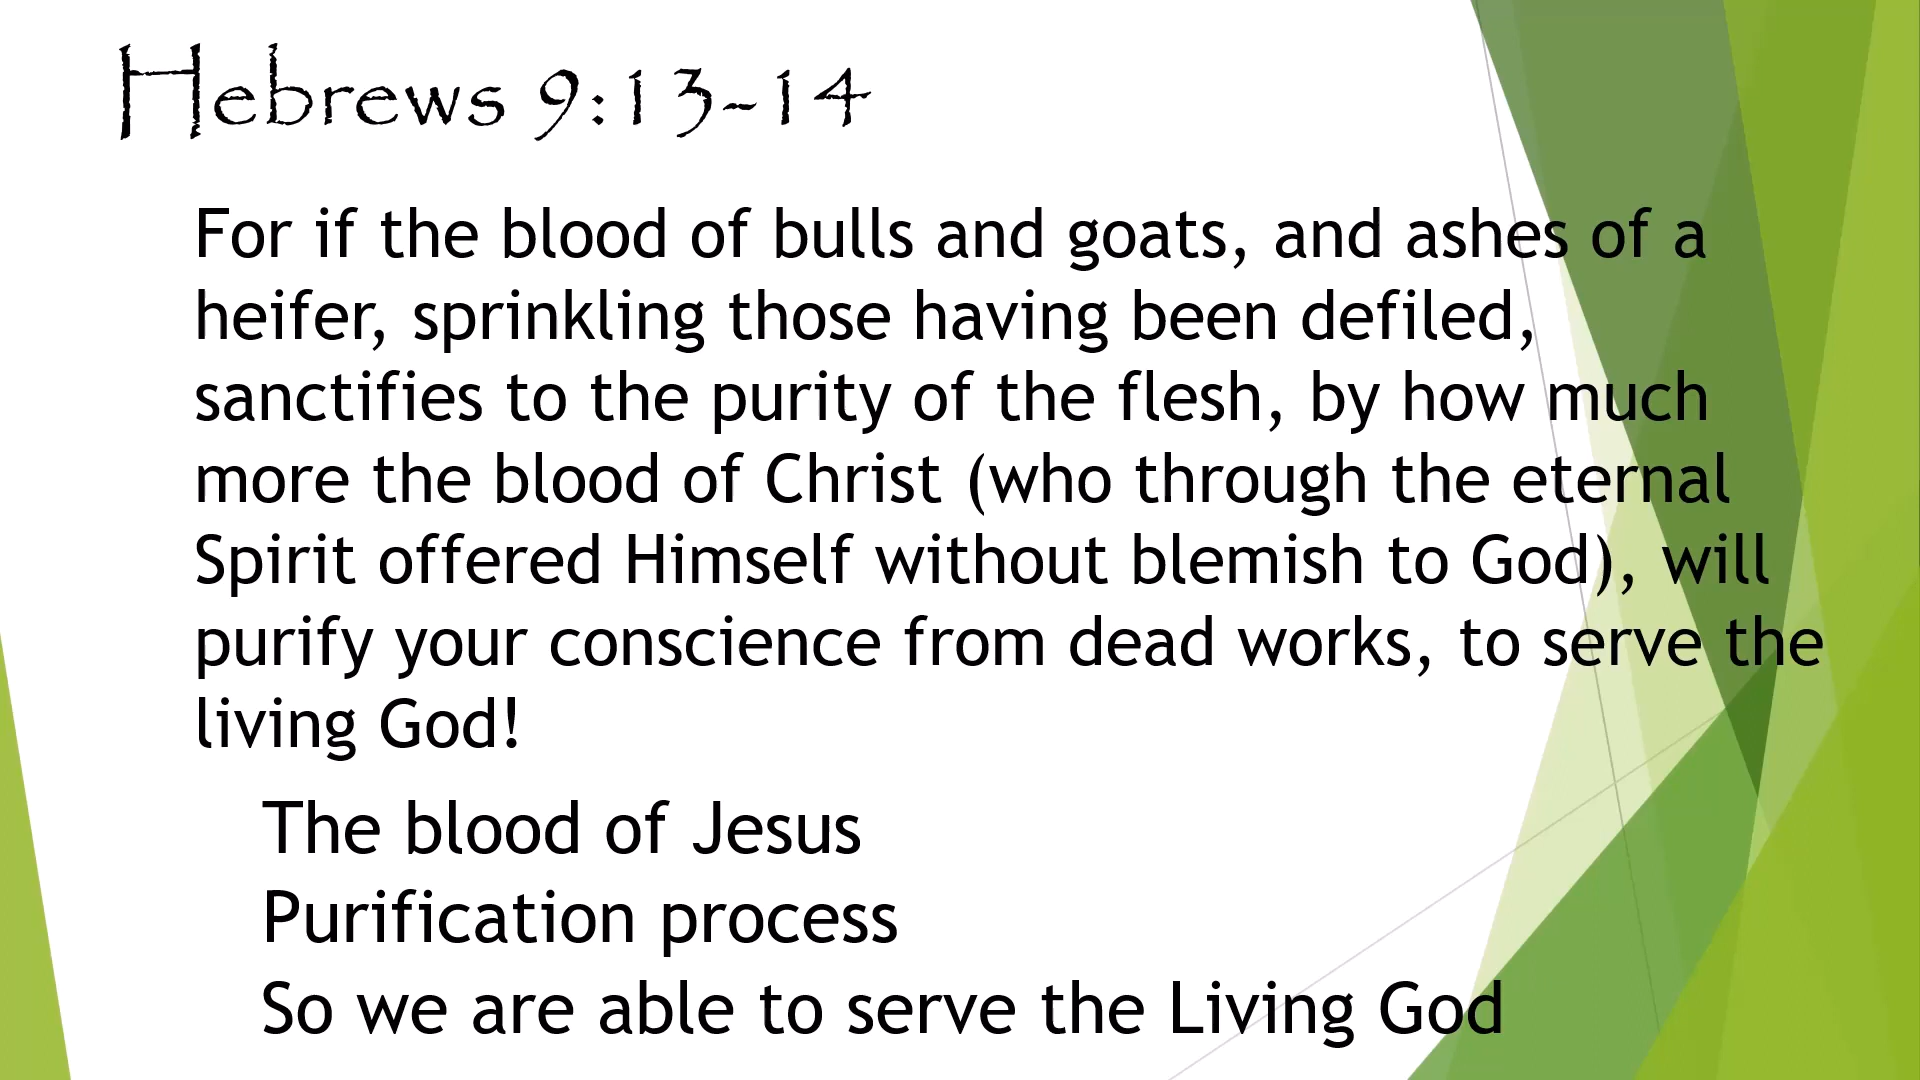 Hebrews 9:13-14
For if the blood of bulls and goats, and ashes of a
heifer, sprinkling those having been defiled,
sanctifies to the purity of the flesh, by how much
more the blood of Christ (who through the eternal
Spirit offered Himself without blemish to God), will
purify your conscience from dead works, to serve the
living God!
The blood of Jesus
Purification process
So we are able to serve the Living God